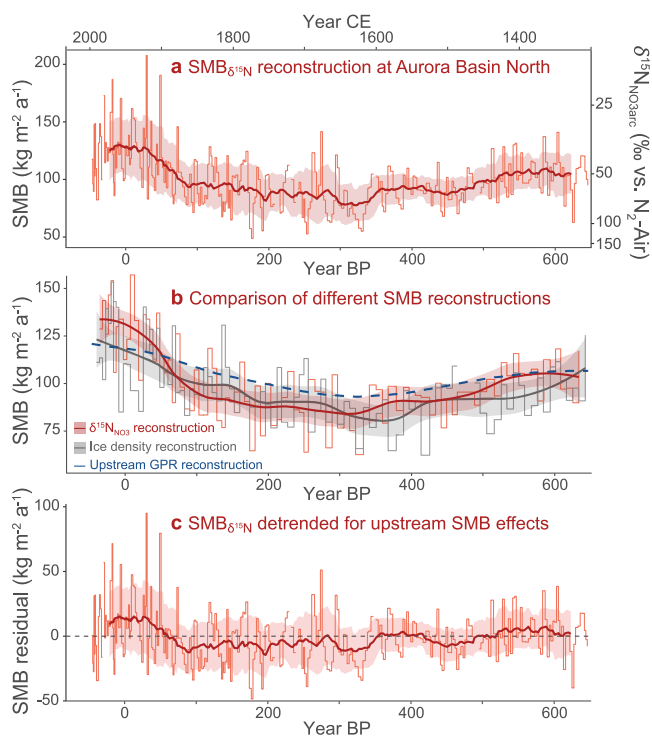 Year CE
2000 1800 1600 1400
a SMBδ¹⁵N reconstruction at Aurora Basin North
SMB (kg m⁻² a⁻¹)
200
150
100
50
δ¹⁵N_NO3arc (‰ vs. N₂-Air)
25
50
100
150
0 200 400 600
Year BP
b Comparison of different SMB reconstructions
SMB (kg m⁻² a⁻¹)
150
125
100
75
δ¹⁵N_NO3 reconstruction
Ice density reconstruction
Upstream GPR reconstruction
0 200 400 600
Year BP
c SMBδ¹⁵N detrended for upstream SMB effects
SMB residual (kg m⁻² a⁻¹)
100
50
0
−50
0 200 400 600
Year BP